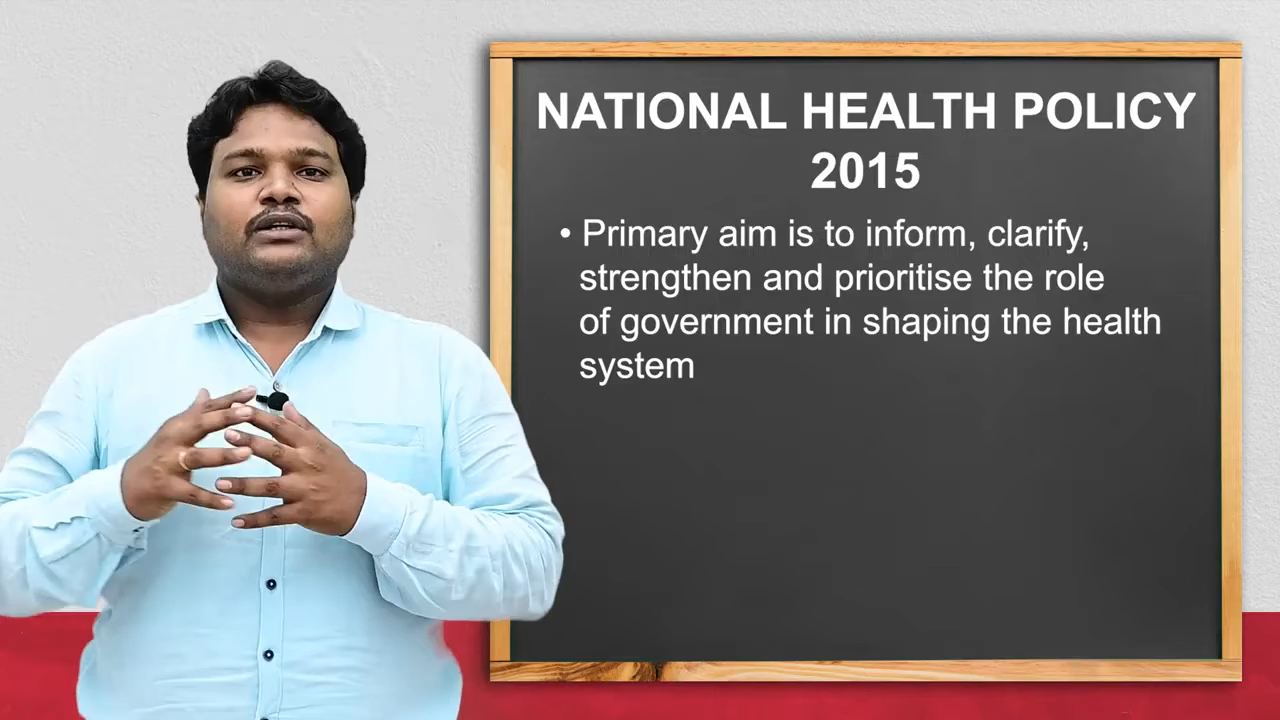 NATIONAL HEALTH POLICY
2015
• Primary aim is to inform, clarify,
strengthen and prioritise the role
of government in shaping the health
system